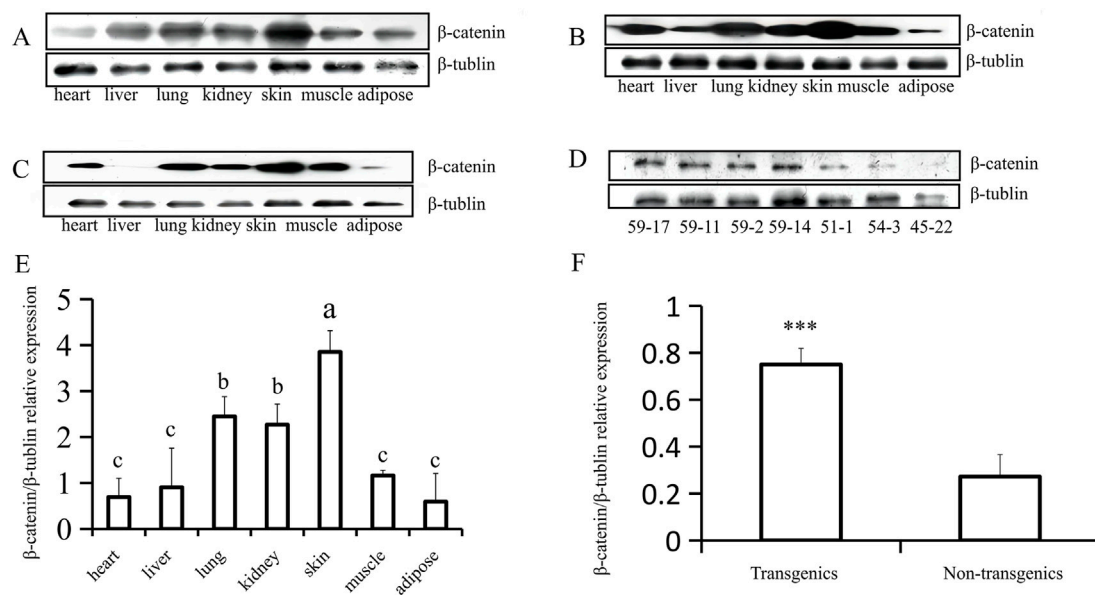 A
β-catenin
β-tublin
heart liver lung kidney skin muscle adipose
B
β-catenin
β-tublin
heart liver lung kidney skin muscle adipose
C
β-catenin
β-tublin
heart liver lung kidney skin muscle adipose
D
β-catenin
β-tublin
59-17 59-11 59-2 59-14 51-1 54-3 45-22
E
β-catenin/β-tublin relative expression
5
4
3
2
1
0
c
c
b
b
a
c
c
heart
liver
lung
kidney
skin
muscle
adipose
F
β-catenin/β-tublin relative expression
1
0.8
0.6
0.4
0.2
0
***
Transgenics
Non-transgenics